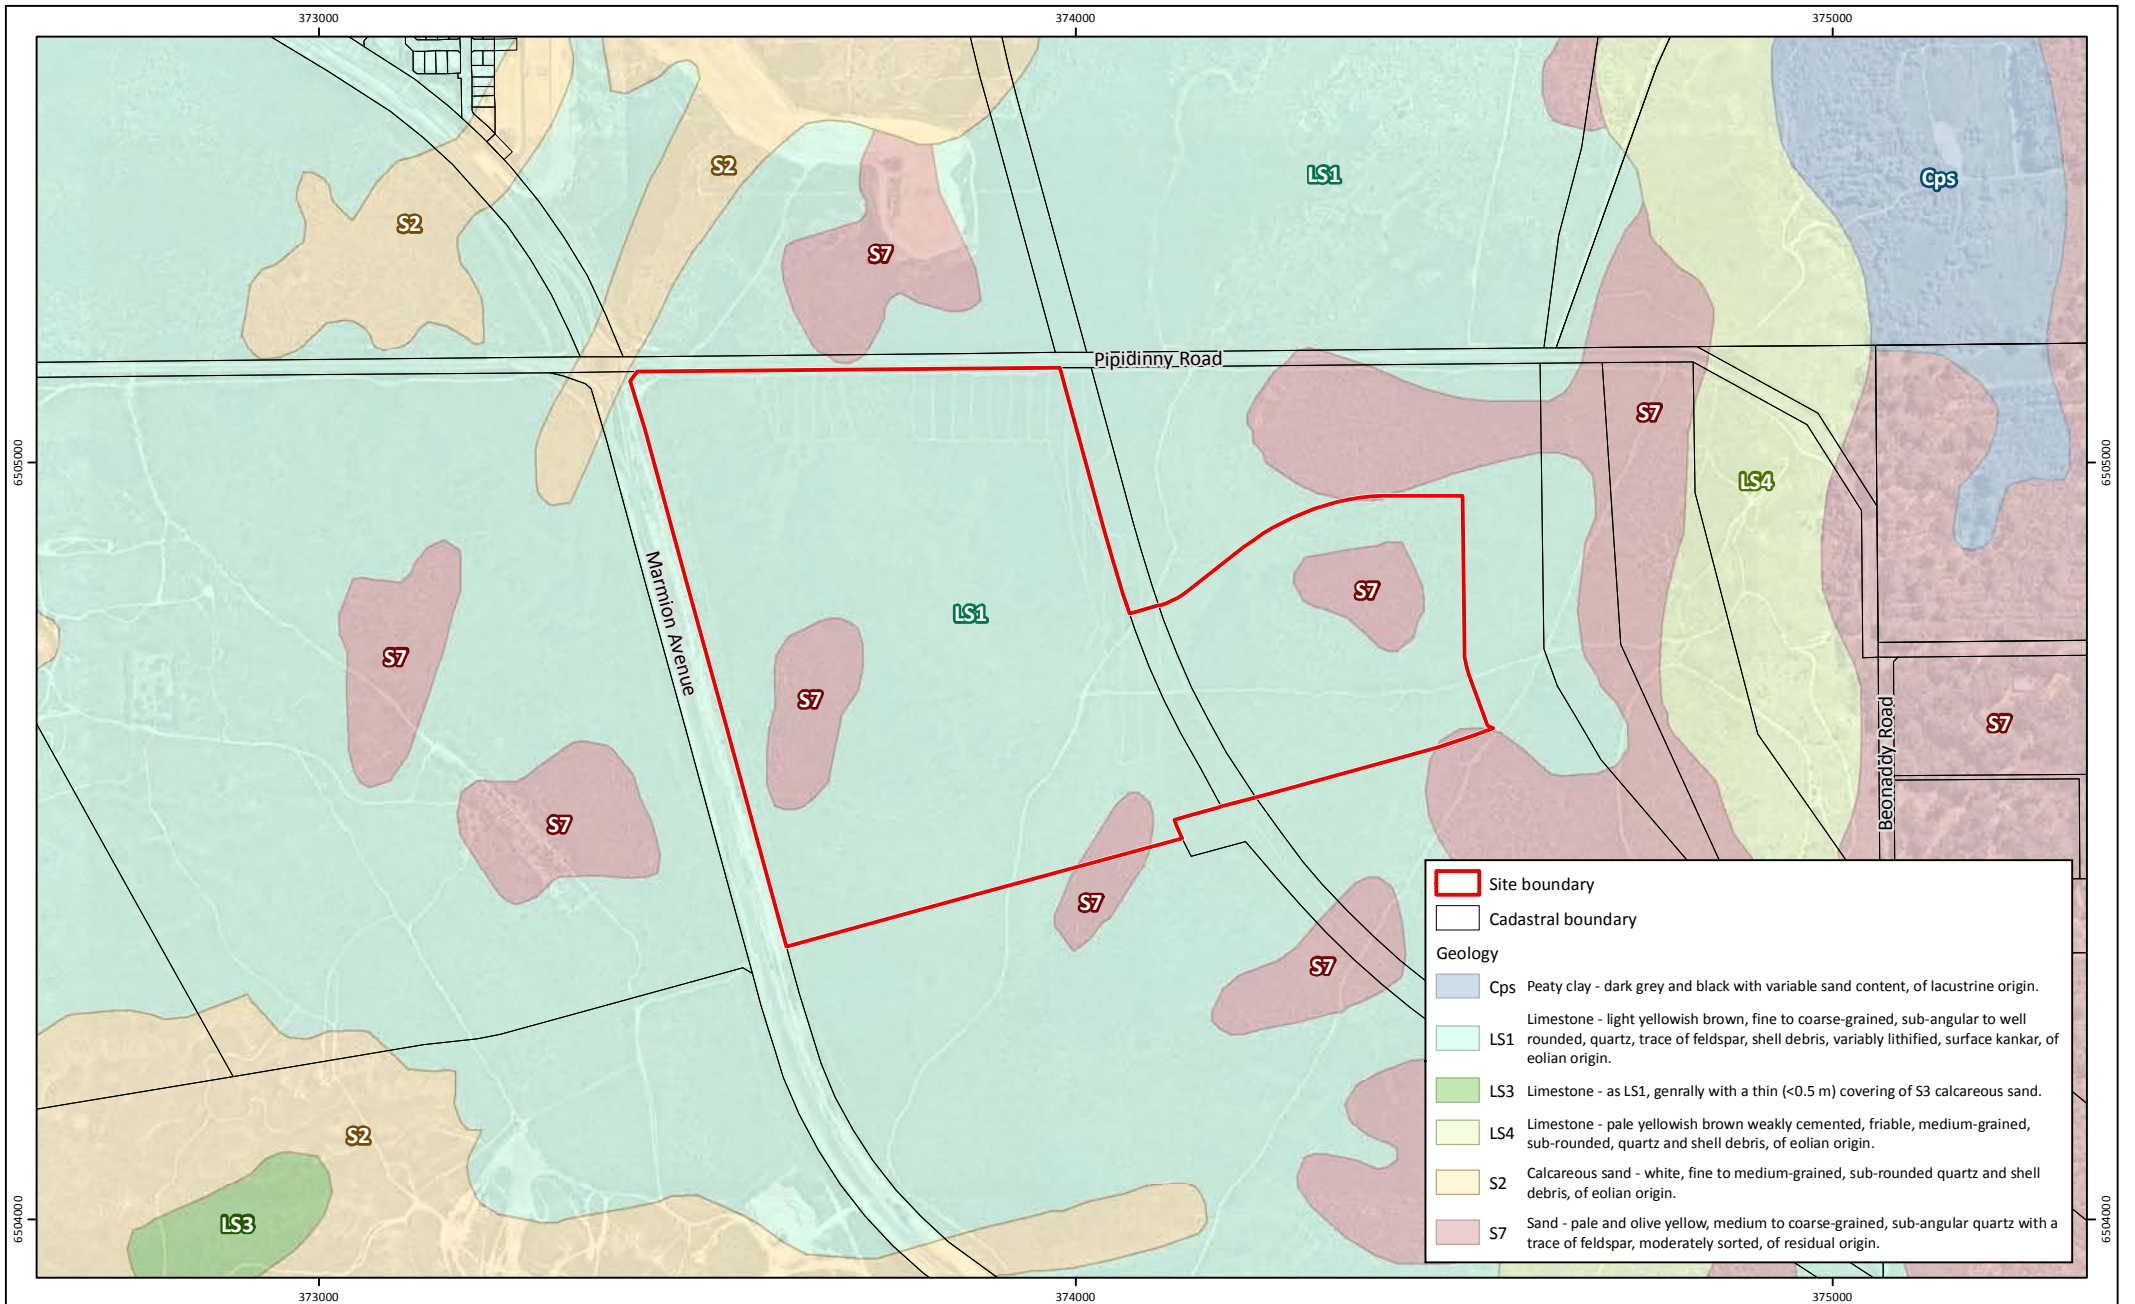 373000
374000
375000
S2
S2
S7
LS1
Cps
Pipidinny Road
S7
6505000
6505000
LS4
Marmion Avenue
S7
LS1
S7
S7
S7
Beonaddy Road
S7
S7
S7
S7
S2
LS3
6504000
6504000
Site boundary
Cadastral boundary
Geology
Cps Peaty clay - dark grey and black with variable sand content, of lacustrine origin.
Limestone - light yellowish brown, fine to coarse-grained, sub-angular to well
LS1 rounded, quartz, trace of feldspar, shell debris, variably lithified, surface kankar, of
eolian origin.
LS3 Limestone - as LS1, genrally with a thin (<0.5 m) covering of S3 calcareous sand.
LS4 Limestone - pale yellowish brown weakly cemented, friable, medium-grained,
sub-rounded, quartz and shell debris, of eolian origin.
S2 Calcareous sand - white, fine to medium-grained, sub-rounded quartz and shell
debris, of eolian origin.
S7 Sand - pale and olive yellow, medium to coarse-grained, sub-angular quartz with a
trace of feldspar, moderately sorted, of residual origin.
373000
374000
375000